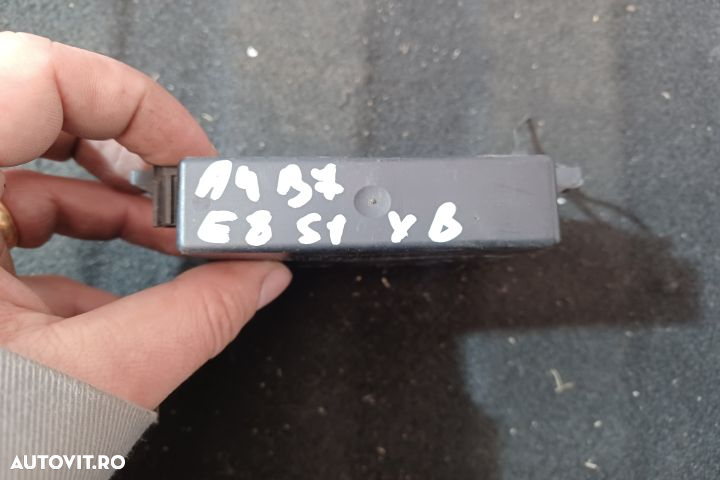 A4 B7
E8 51 XB
AUTOVIT.RO